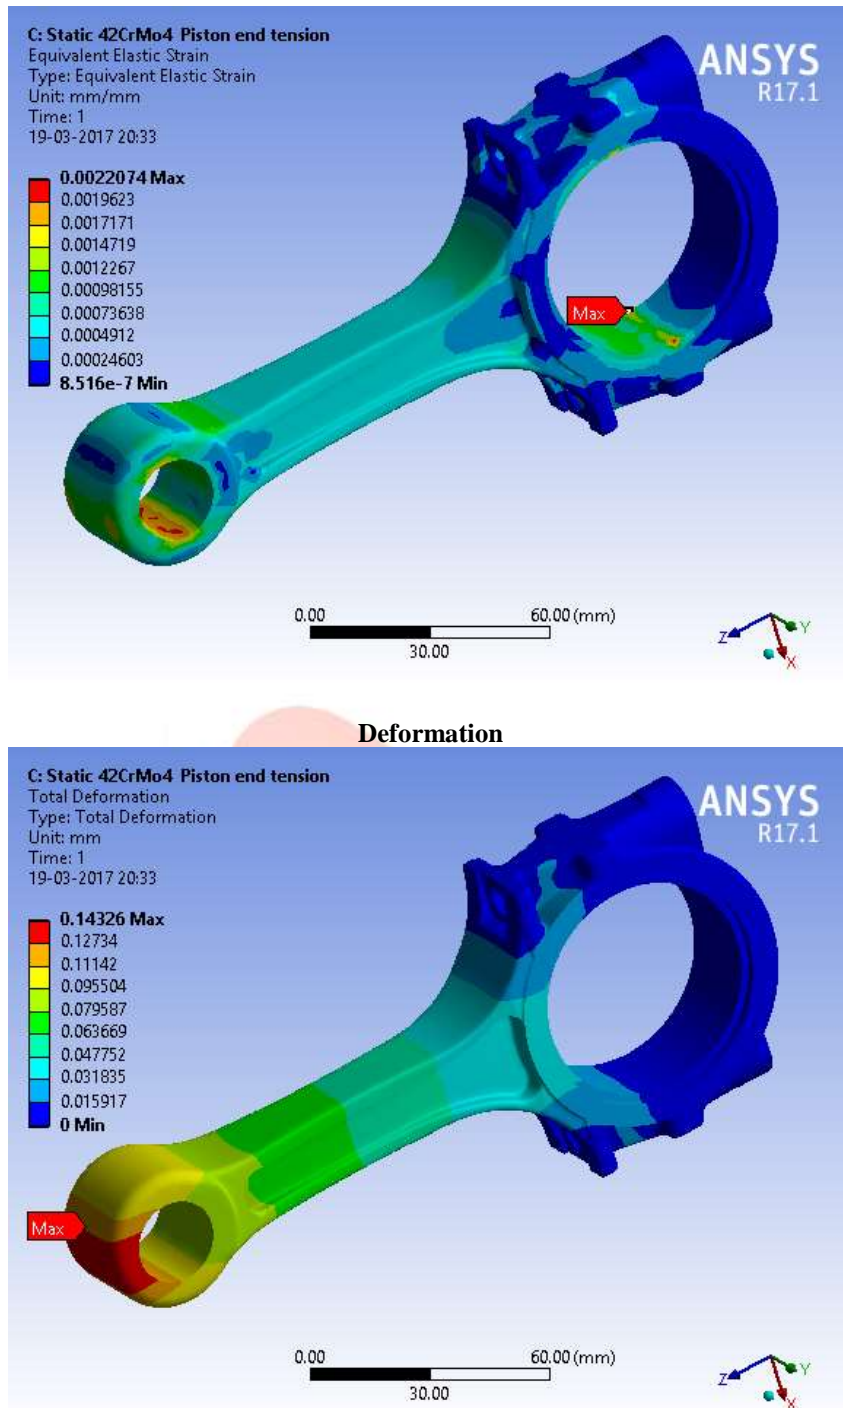 C: Static 42CrMo4 Piston end tension
Equivalent Elastic Strain
Type: Equivalent Elastic Strain
Unit: mm/mm
Time: 1
19-03-2017 20:33
ANSYS
R17.1
0.0022074 Max
0.0019623
0.0017171
0.0014719
0.0012267
0.00098155
0.00073638
0.0004912
0.00024603
8.516e-7 Min
Max
0.00
60.00 (mm)
30.00
Z
Y
X
Deformation
C: Static 42CrMo4 Piston end tension
Total Deformation
Type: Total Deformation
Unit: mm
Time: 1
19-03-2017 20:33
ANSYS
R17.1
0.14326 Max
0.12734
0.11142
0.095504
0.079587
0.063669
0.047752
0.031835
0.015917
0 Min
Max
0.00
60.00 (mm)
30.00
Z
Y
X